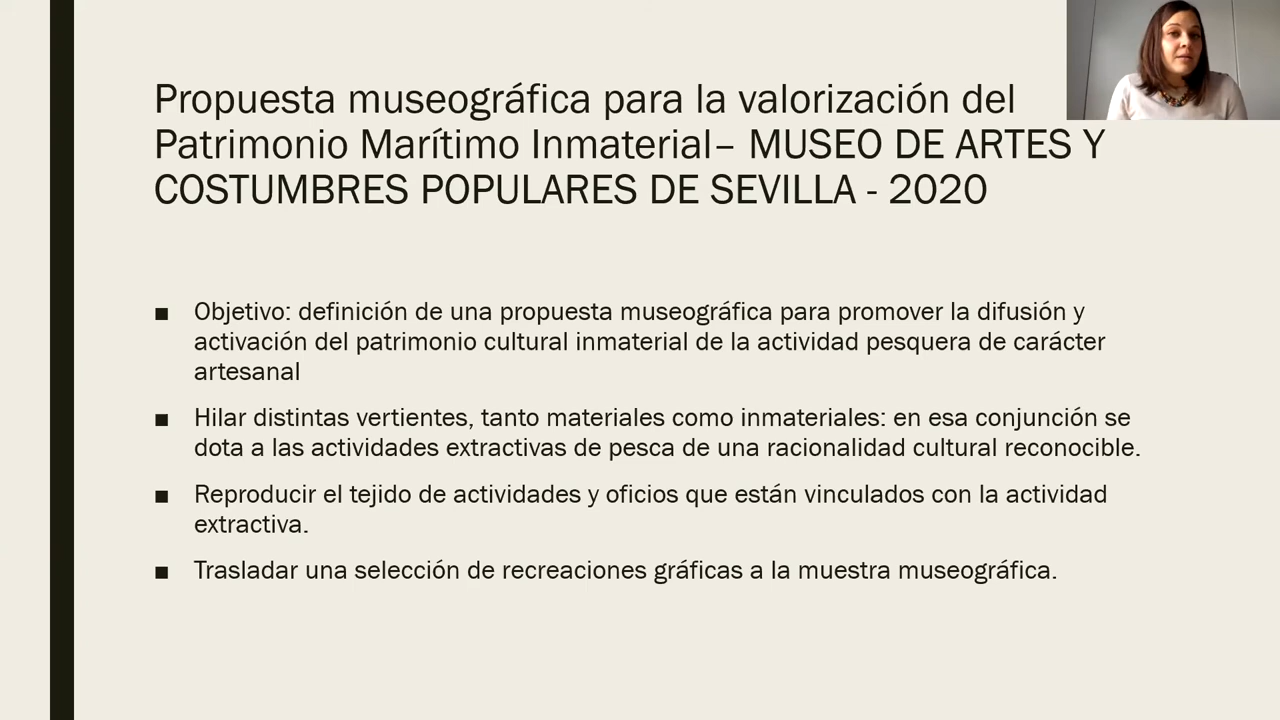 Propuesta museográfica para la valorización del
Patrimonio Marítimo Inmaterial– MUSEO DE ARTES Y
COSTUMBRES POPULARES DE SEVILLA - 2020
■ Objetivo: definición de una propuesta museográfica para promover la difusión y
activación del patrimonio cultural inmaterial de la actividad pesquera de carácter
artesanal
■ Hilar distintas vertientes, tanto materiales como inmateriales: en esa conjunción se
dota a las actividades extractivas de pesca de una racionalidad cultural reconocible.
■ Reproducir el tejido de actividades y oficios que están vinculados con la actividad
extractiva.
■ Trasladar una selección de recreaciones gráficas a la muestra museográfica.